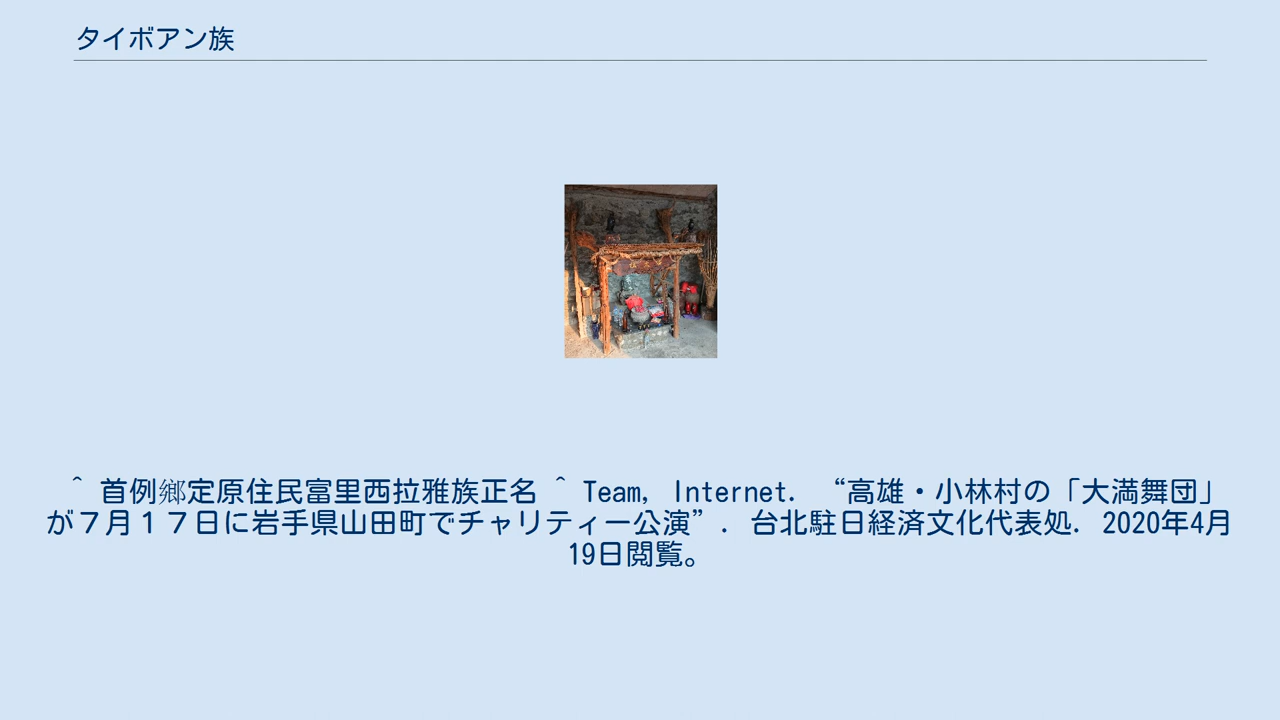 タイボアン族
^ 首例鄉定原住民富里西拉雅族正名 ^ Team, Internet. “高雄・小林村の「大満舞団」
が７月１７日に岩手県山田町でチャリティー公演”. 台北駐日経済文化代表処. 2020年4月
19日閲覧。